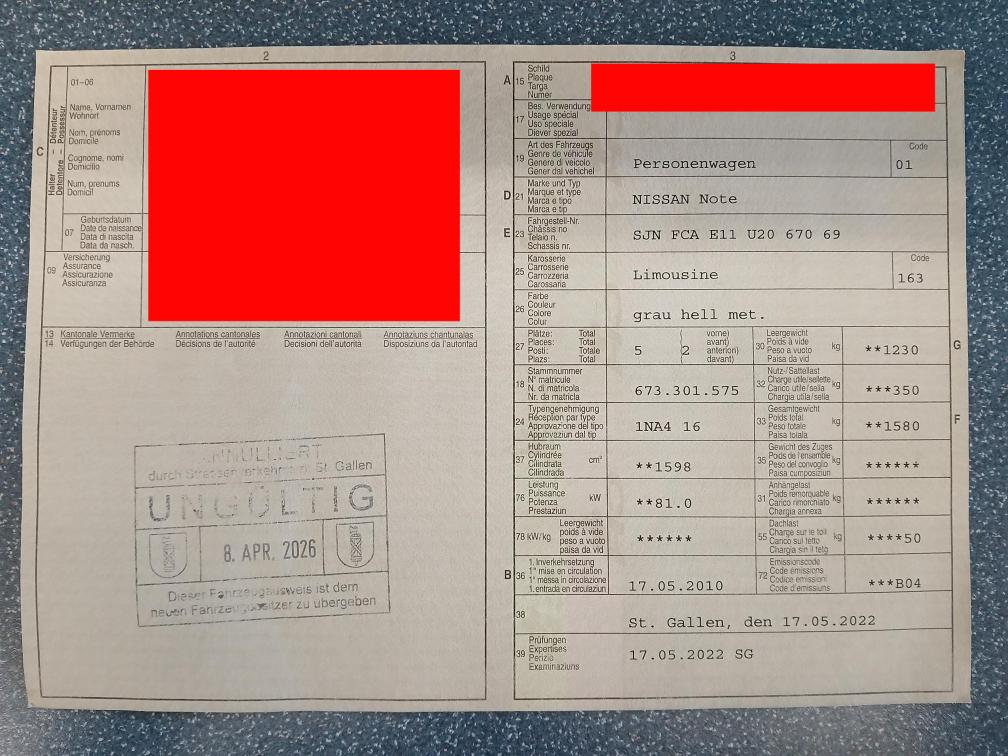 2
01-06
Name, Vornamen
Wohnort
Nom, prénoms
Domicile
Cognome, nomi
Domicilio
Num, prenums
Domicil
C
Halter – Détenteur
Detentore – Possessur
07
Geburtsdatum
Date de naissance
Data di nascita
Data da nasch.
09
Versicherung
Assurance
Assicurazione
Assicuranza
13 Kantonale Vermerke Annotations cantonales Annotazioni cantonali Annotaziuns chantunalas
14 Verfügungen der Behörde Décisions de l'autorité Decisioni dell'autorità Disposiziuns da l'autoritad
ANNULLIERT
durch Strassenverkehrsamt St. Gallen
UNGÜLTIG
8. APR. 2026
Dieser Fahrzeugausweis ist dem
neuen Fahrzeugbesitzer zu übergeben
3
A 15
Schild
Plaque
Targa
Numer
17
Bes. Verwendung
Usage spécial
Uso speciale
Diever spezial
19
Art des Fahrzeugs
Genre de véhicule
Genere di veicolo
Gener dal vehichel
Personenwagen
Code
01
D 21
Marke und Typ
Marque et type
Marca e tipo
Marca e tip
NISSAN Note
E 23
Fahrgestell-Nr.
Châssis no
Telaio n.
Schassis nr.
SJN FCA E11 U20 670 69
25
Karosserie
Carrosserie
Carrozzeria
Carossaria
Limousine
Code
163
26
Farbe
Couleur
Colore
Colur
grau hell met.
27
Plätze: Total
Places: Total
Posti: Totale
Plazs: Total
5
( vorne)
( avant)
( anteriori)
( davant)
2
30
Leergewicht
Poids à vide
Peso a vuoto
Paisa da vid
kg
**1230
G
18
Stammnummer
N° matricule
N. di matricola
Nr. da matricla
673.301.575
32
Nutz-/Sattellast
Charge utile/sellette
Carico utile/sella
Chargia utila/sella
kg
***350
24
Typengenehmigung
Réception par type
Approvazione del tipo
Approvaziun dal tip
1NA4 16
33
Gesamtgewicht
Poids total
Peso totale
Paisa totala
kg
**1580
F
37
Hubraum
Cylindrée
Cilindrata
Cilindrada
cm³
**1598
35
Gewicht des Zuges
Poids de l'ensemble
Peso del convoglio
Paisa cumposiziun
kg
******
76
Leistung
Puissance
Potenza
Prestaziun
kW
**81.0
31
Anhängelast
Poids remorquable
Carico rimorchiato
Chargia annexa
kg
******
78 kW/kg
Leergewicht
poids à vide
peso a vuoto
paisa da vid
******
55
Dachlast
Charge sur le toit
Carico sul tetto
Chargia sin il tetg
kg
****50
B 36
1. Inverkehrsetzung
1re mise en circulation
1a messa in circolazione
1. entrada en circulaziun
17.05.2010
72
Emissionscode
Code émissions
Codice emissioni
Code d'emissiuns
***B04
38
St. Gallen, den 17.05.2022
39
Prüfungen
Expertises
Perizie
Examinaziuns
17.05.2022 SG